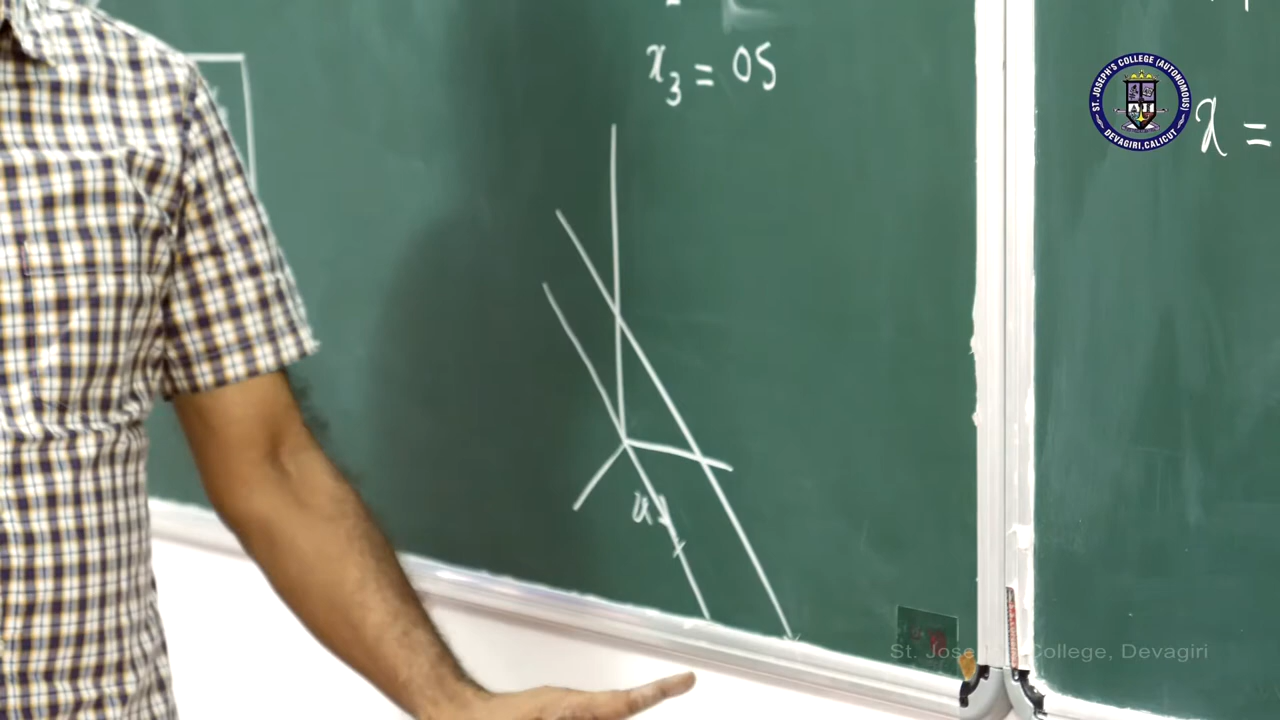 x₃ = 05
u
x =
ST. JOSEPH'S COLLEGE (AUTONOMOUS)
DEVAGIRI, CALICUT
St. Joseph's College, Devagiri